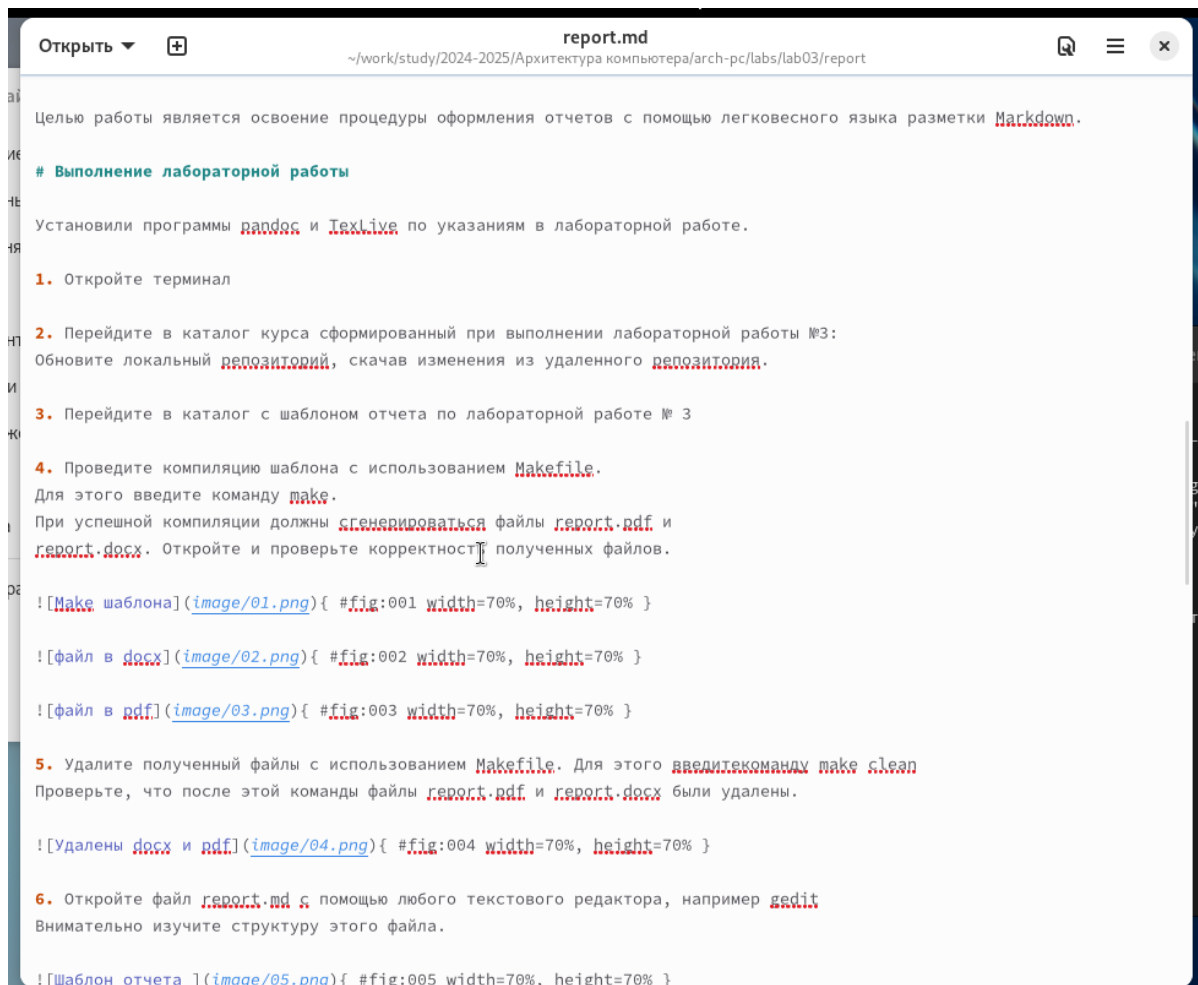 Открыть
report.md
~/work/study/2024-2025/Архитектура компьютера/arch-pc/labs/lab03/report
Целью работы является освоение процедуры оформления отчетов с помощью легковесного языка разметки Markdown.
# Выполнение лабораторной работы
Установили программы pandoc и TexLive по указаниям в лабораторной работе.
1. Откройте терминал
2. Перейдите в каталог курса сформированный при выполнении лабораторной работы №3:
Обновите локальный репозиторий, скачав изменения из удаленного репозитория.
3. Перейдите в каталог с шаблоном отчета по лабораторной работе № 3
4. Проведите компиляцию шаблона с использованием Makefile.
Для этого введите команду make.
При успешной компиляции должны сгенерироваться файлы report.pdf и
report.docx. Откройте и проверьте корректность полученных файлов.
![Make шаблона](image/01.png){ #fig:001 width=70%, height=70% }
![файл в docx](image/02.png){ #fig:002 width=70%, height=70% }
![файл в pdf](image/03.png){ #fig:003 width=70%, height=70% }
5. Удалите полученный файлы с использованием Makefile. Для этого введитекоманду make clean
Проверьте, что после этой команды файлы report.pdf и report.docx были удалены.
![Удалены docx и pdf](image/04.png){ #fig:004 width=70%, height=70% }
6. Откройте файл report.md с помощью любого текстового редактора, например gedit
Внимательно изучите структуру этого файла.
![Шаблон отчета ](image/05.png){ #fig:005 width=70%, height=70% }